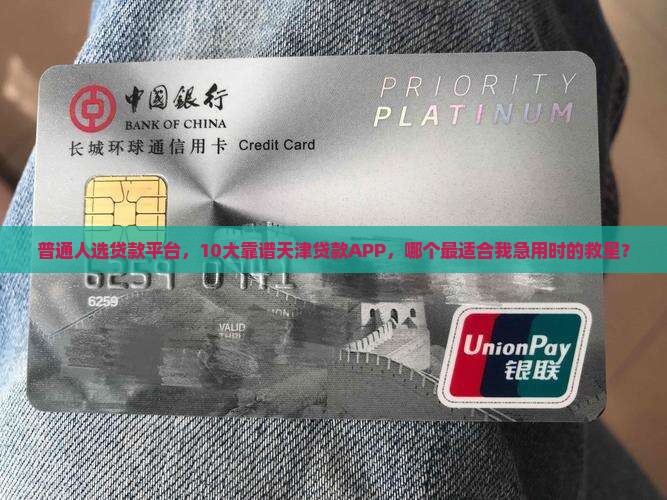 中国银行
BANK OF CHINA
长城环球通信用卡 Credit Card
PRIORITY
PLATINUM
普通人选贷款平台，10大靠谱天津贷款APP，哪个最适合我急用时的救星？
6259
6259
VALID
UnionPay
银联